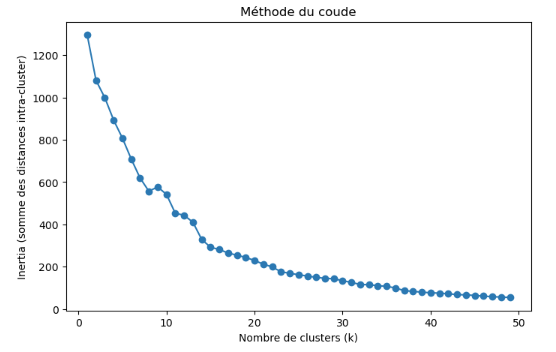 Méthode du coude
Inertia (somme des distances intra-cluster)
1200
1000
800
600
400
200
0
0 10 20 30 40 50
Nombre de clusters (k)